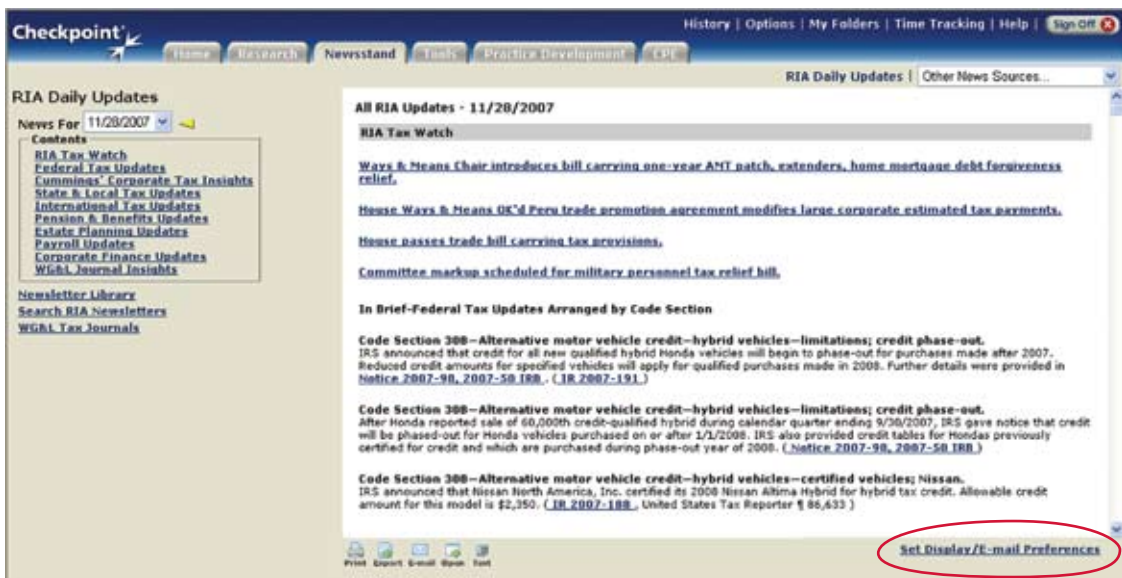 Checkpoint
History | Options | My Folders | Time Tracking | Help | Sign Off
Home Research Newsstand Tools Practice Development CPE
RIA Daily Updates | Other News Sources...
RIA Daily Updates
News For 11/28/2007
Contents
RIA Tax Watch
Federal Tax Updates
Cummings' Corporate Tax Insights
State & Local Tax Updates
International Tax Updates
Pension & Benefits Updates
Estate Planning Updates
Payroll Updates
Corporate Finance Updates
WG&L Journal Insights
Newsletter Library
Search RIA Newsletters
WG&L Tax Journals
All RIA Updates - 11/28/2007
RIA Tax Watch
Ways & Means Chair introduces bill carrying one-year AMT patch, extenders, home mortgage debt forgiveness
relief.
House Ways & Means OK'd Peru trade promotion agreement modifies large corporate estimated tax payments.
House passes trade bill carrying tax provisions.
Committee markup scheduled for military personnel tax relief bill.
In Brief-Federal Tax Updates Arranged by Code Section
Code Section 30B—Alternative motor vehicle credit—hybrid vehicles—limitations; credit phase-out.
IRS announced that credit for all new qualified hybrid Honda vehicles will begin to phase-out for purchases made after 2007.
Reduced credit amounts for specified vehicles will apply for qualified purchases made in 2008. Further details were provided in
Notice 2007-98, 2007-50 IRB . ( IR 2007-191 )
Code Section 30B—Alternative motor vehicle credit—hybrid vehicles—limitations; credit phase-out.
After Honda reported sale of 60,000th credit-qualified hybrid during calendar quarter ending 9/30/2007, IRS gave notice that credit
will be phased-out for Honda vehicles purchased on or after 1/1/2008. IRS also provided credit tables for Hondas previously
certified for credit and which are purchased during phase-out year of 2008. ( Notice 2007-98, 2007-50 IRB )
Code Section 30B—Alternative motor vehicle credit—hybrid vehicles—certified vehicles; Nissan.
IRS announced that Nissan North America, Inc. certified its 2008 Nissan Altima Hybrid for hybrid tax credit. Allowable credit
amount for this model is $2,350. ( IR 2007-188 , United States Tax Reporter ¶ 86,633 )
Print Export E-mail Open Text
Set Display/E-mail Preferences